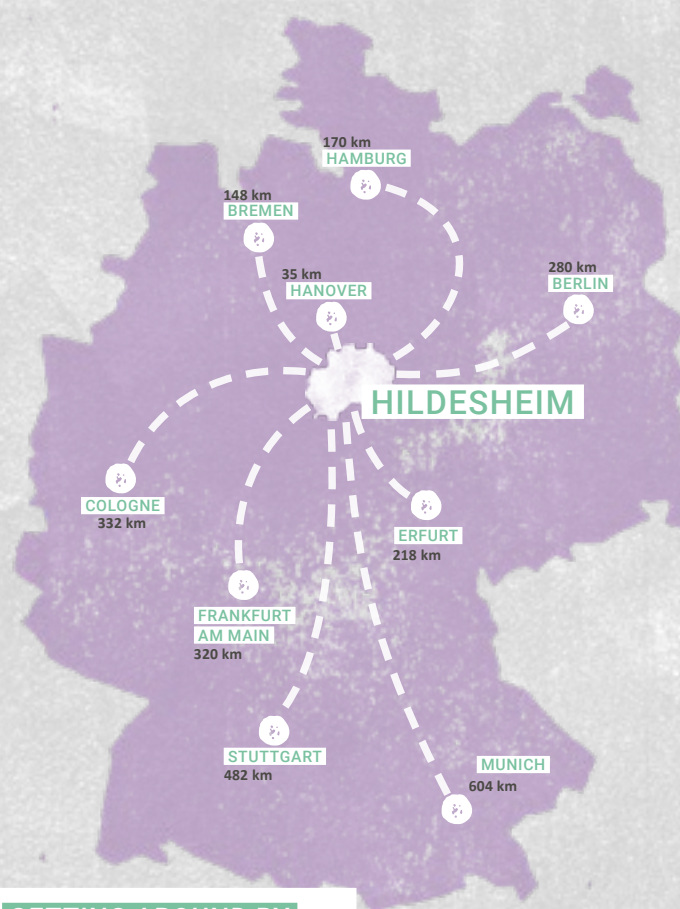 170 km
HAMBURG
148 km
BREMEN
35 km
HANOVER
280 km
BERLIN
HILDESHEIM
COLOGNE
332 km
ERFURT
218 km
FRANKFURT
AM MAIN
320 km
STUTTGART
482 km
MUNICH
604 km